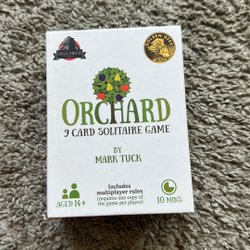 ORCHARD
9 CARD SOLITAIRE GAME
BY
MARK TUCK
Includes
multiplayer rules
(requires one copy of
the game per player)
AGED 14+
10 MINS